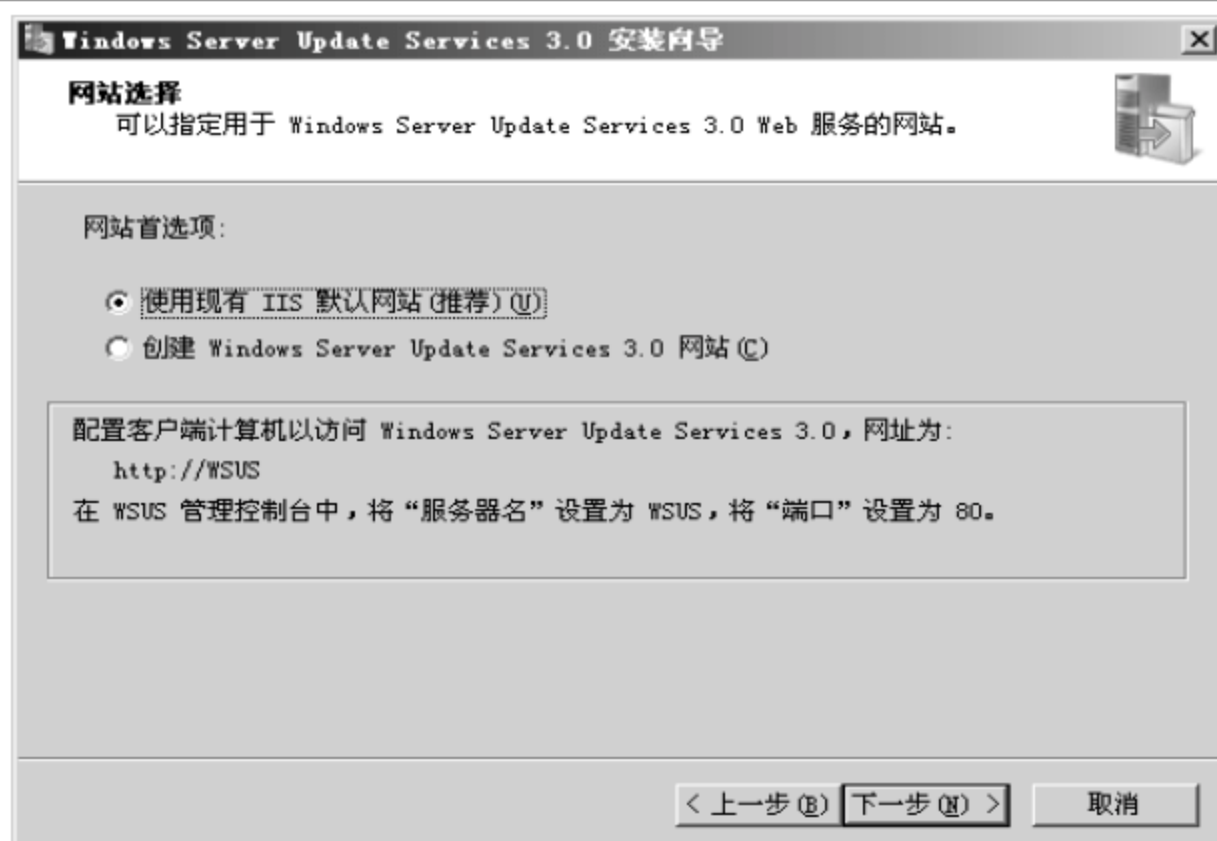 Windows Server Update Services 3.0 安装向导
网站选择
可以指定用于 Windows Server Update Services 3.0 Web 服务的网站。
网站首选项:
使用现有 IIS 默认网站(推荐)(U)
创建 Windows Server Update Services 3.0 网站(C)
配置客户端计算机以访问 Windows Server Update Services 3.0，网址为:
http://WSUS
在 WSUS 管理控制台中，将“服务器名”设置为 WSUS，将“端口”设置为 80。
< 上一步(B) 下一步(N) > 取消